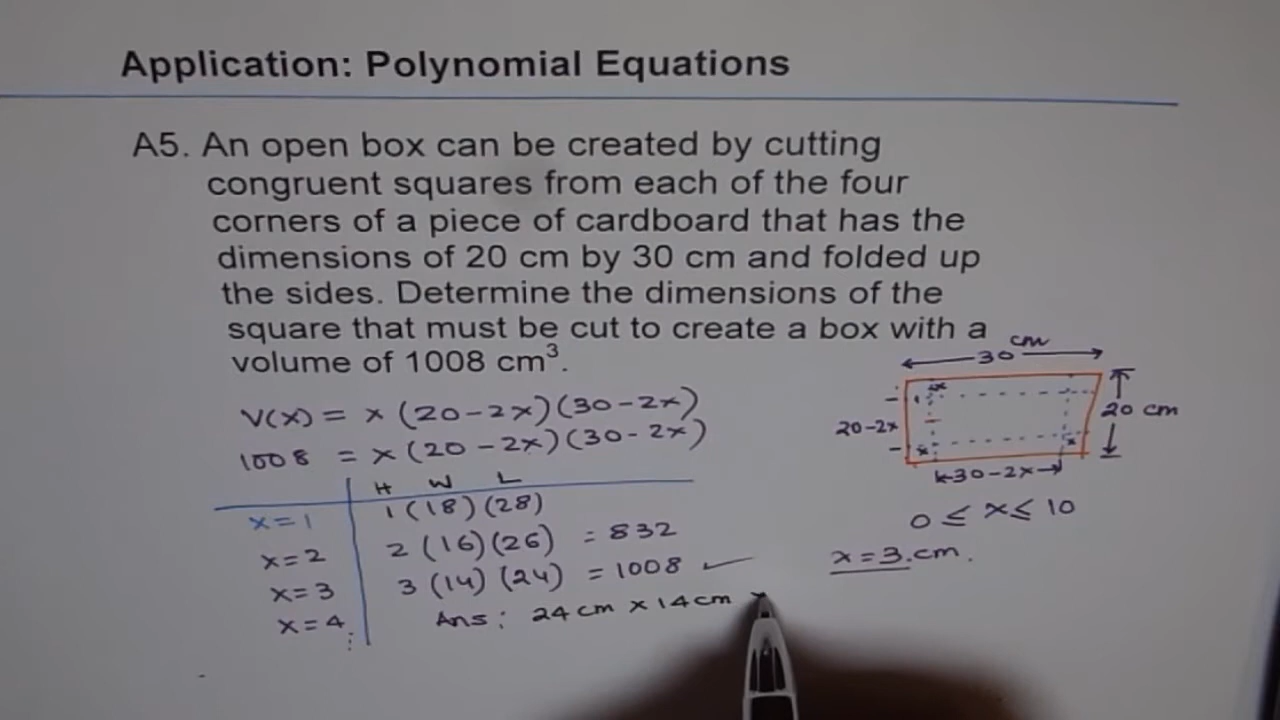 Application: Polynomial Equations
A5. An open box can be created by cutting
congruent squares from each of the four
corners of a piece of cardboard that has the
dimensions of 20 cm by 30 cm and folded up
the sides. Determine the dimensions of the
square that must be cut to create a box with a
volume of 1008 cm³.
cm
30
20 cm
x
x
x
20-2x
30-2x
V(x) = x (20-2x)(30-2x)
1008 = x (20-2x)(30-2x)
H W L
x=1 1(18)(28)
x=2 2(16)(26) = 832
x=3 3(14)(24) = 1008 ✓
x=4 Ans: 24cm x 14cm x
⋮
0 ≤ x ≤ 10
x = 3.cm.